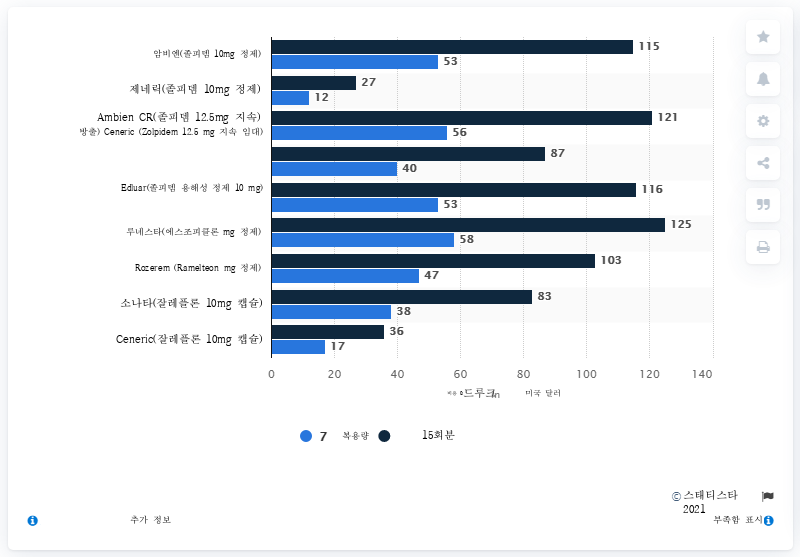 암비엔(졸피뎀 10mg 정제)
115
53
제네릭(졸피뎀 10mg 정제)
27
12
Ambien CR(졸피뎀 12.5mg 지속
방출) Generic (Zolpidem 12.5 mg 지속 임대)
121
56
87
40
Eduar(졸피뎀 용해성 정제 10 mg)
116
53
루네스타(에스조피클론 mg 정제)
125
58
Rozerem (Ramelteon mg 정제)
103
47
소나타(잘레플론 10mg 캡슐)
83
38
Generic(잘레플론 10mg 캡슐)
36
17
0 20 40 60 80 100 120 140
미국 달러
7 복용량 15회분
© 스태티스타
2021
추가 정보
부족함 표시